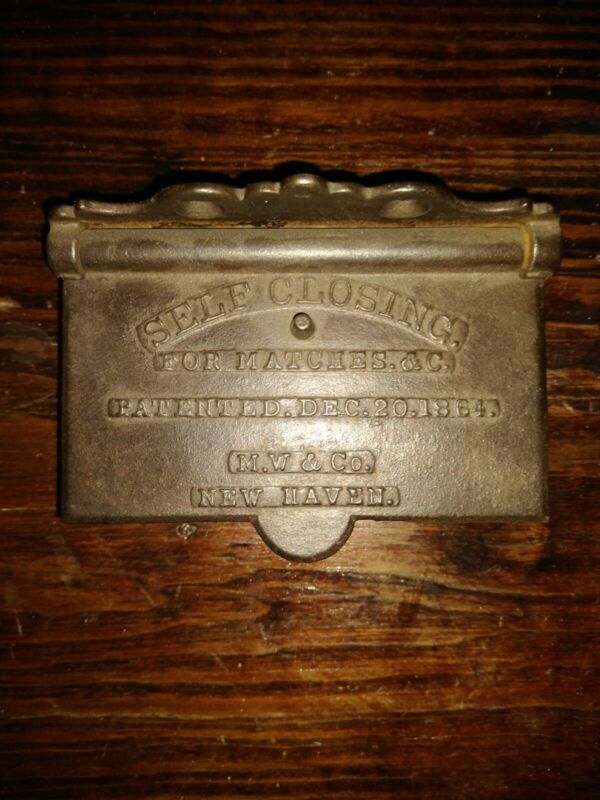 SELF CLOSING.
FOR MATCHES. & C.
PATENTED. DEC. 20. 1864.
M. W & Co.
NEW HAVEN.